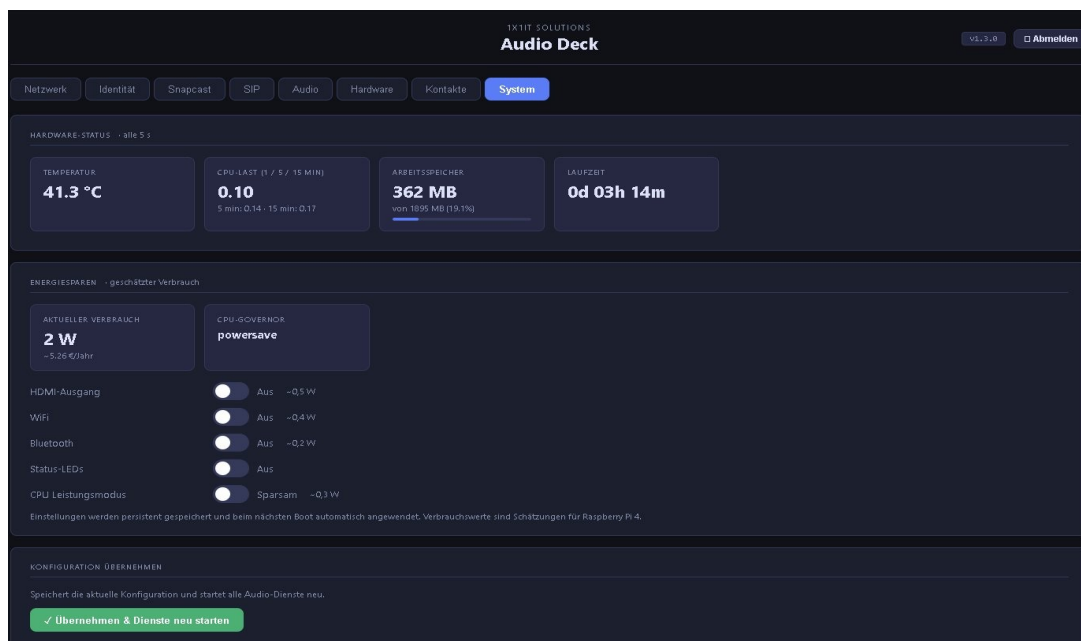 1X1IT SOLUTIONS
Audio Deck
v1.3.0
Abmelden
Netzwerk Identität Snapcast SIP Audio Hardware Kontakte System
HARDWARE-STATUS · alle 5 s
TEMPERATUR
41.3 °C
CPU-LAST (1 / 5 / 15 MIN)
0.10
5 min: 0.14 · 15 min: 0.17
ARBEITSSPEICHER
362 MB
von 1895 MB (19.1%)
LAUFZEIT
0d 03h 14m
ENERGIESPAREN · geschätzter Verbrauch
AKTUELLER VERBRAUCH
2 W
~5.26 €/Jahr
CPU-GOVERNOR
powersave
HDMI-Ausgang Aus ~0,5 W
WiFi Aus ~0,4 W
Bluetooth Aus ~0,2 W
Status-LEDs Aus
CPU Leistungsmodus Sparsam ~0,3 W
Einstellungen werden persistent gespeichert und beim nächsten Boot automatisch angewendet. Verbrauchswerte sind Schätzungen für Raspberry Pi 4.
KONFIGURATION ÜBERNEHMEN
Speichert die aktuelle Konfiguration und startet alle Audio-Dienste neu.
✓ Übernehmen & Dienste neu starten